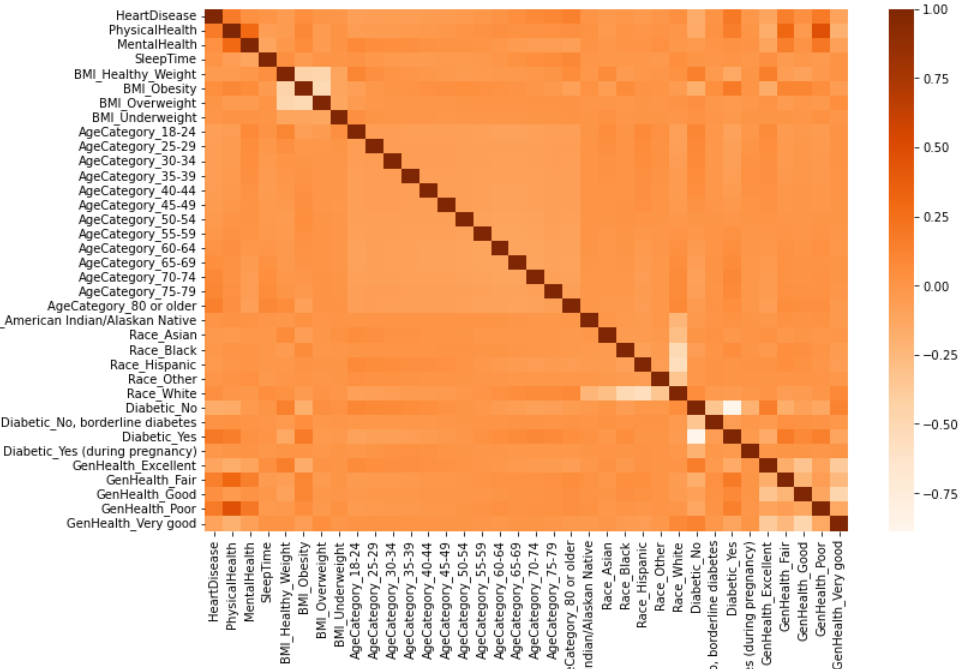 HeartDisease
PhysicalHealth
MentalHealth
SleepTime
BMI_Healthy_Weight
BMI_Obesity
BMI_Overweight
BMI_Underweight
AgeCategory_18-24
AgeCategory_25-29
AgeCategory_30-34
AgeCategory_35-39
AgeCategory_40-44
AgeCategory_45-49
AgeCategory_50-54
AgeCategory_55-59
AgeCategory_60-64
AgeCategory_65-69
AgeCategory_70-74
AgeCategory_75-79
AgeCategory_80 or older
_American Indian/Alaskan Native
Race_Asian
Race_Black
Race_Hispanic
Race_Other
Race_White
Diabetic_No
Diabetic_No, borderline diabetes
Diabetic_Yes
Diabetic_Yes (during pregnancy)
GenHealth_Excellent
GenHealth_Fair
GenHealth_Good
GenHealth_Poor
GenHealth_Very good
HeartDisease
PhysicalHealth
MentalHealth
SleepTime
BMI_Healthy_Weight
BMI_Obesity
BMI_Overweight
BMI_Underweight
AgeCategory_18-24
AgeCategory_25-29
AgeCategory_30-34
AgeCategory_35-39
AgeCategory_40-44
AgeCategory_45-49
AgeCategory_50-54
AgeCategory_55-59
AgeCategory_60-64
AgeCategory_65-69
AgeCategory_70-74
AgeCategory_75-79
eCategory_80 or older
ndian/Alaskan Native
Race_Asian
Race_Black
Race_Hispanic
Race_Other
Race_White
Diabetic_No
o, borderline diabetes
Diabetic_Yes
es (during pregnancy)
GenHealth_Excellent
GenHealth_Fair
GenHealth_Good
GenHealth_Poor
GenHealth_Very good
1.00
0.75
0.50
0.25
0.00
−0.25
−0.50
−0.75